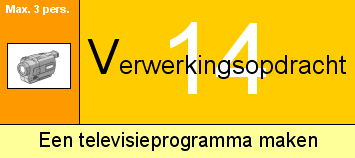 Max. 3 pers.
14
Verwerkingsopdracht
Een televisieprogramma maken